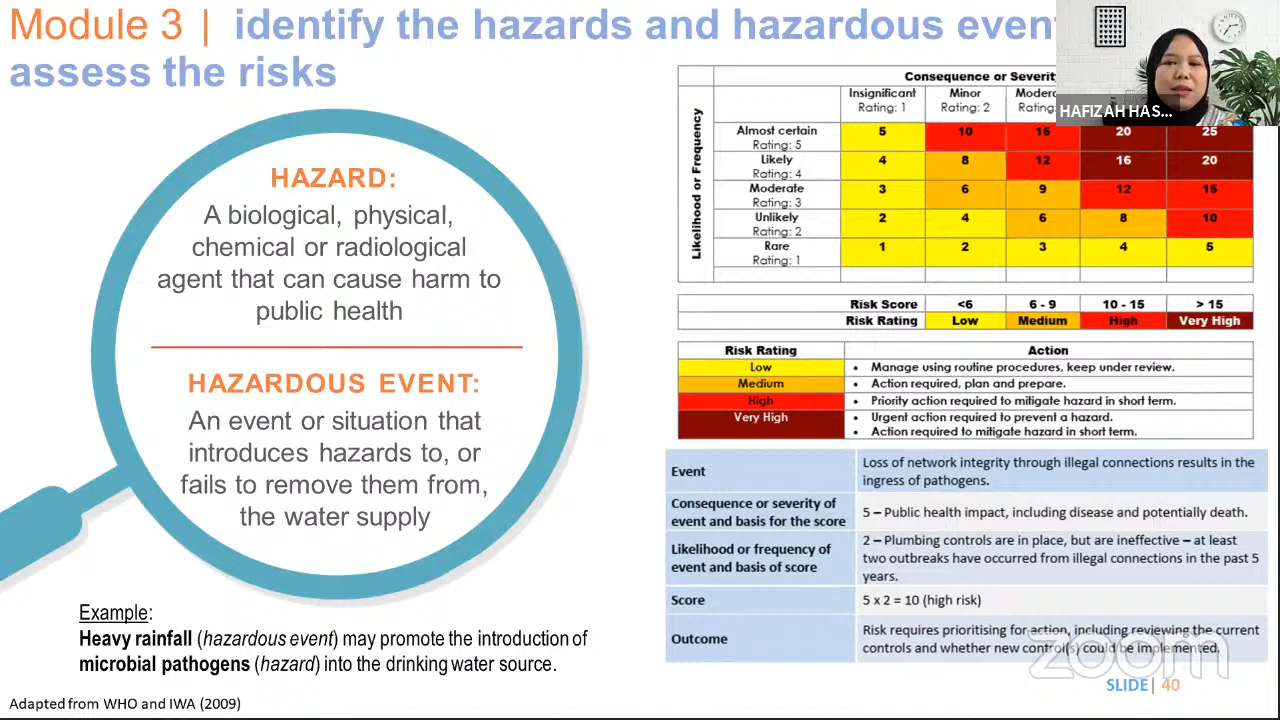 Module 3 | identify the hazards and hazardous even
assess the risks
HAZARD:
A biological, physical,
chemical or radiological
agent that can cause harm to
public health
HAZARDOUS EVENT:
An event or situation that
introduces hazards to, or
fails to remove them from,
the water supply
Example:
Heavy rainfall (hazardous event) may promote the introduction of
microbial pathogens (hazard) into the drinking water source.
Adapted from WHO and IWA (2009)
Consequence or Severity
Insignificant Minor Modera
Rating: 1 Rating: 2 Rating:
Likelihood or Frequency
Almost certain 5 10 15 20 25
Rating: 5
Likely 4 8 12 16 20
Rating: 4
Moderate 3 6 9 12 15
Rating: 3
Unlikely 2 4 6 8 10
Rating: 2
Rare 1 2 3 4 5
Rating: 1
Risk Score <6 6 - 9 10 - 15 > 15
Risk Rating Low Medium High Very High
Risk Rating Action
Low • Manage using routine procedures, keep under review.
Medium • Action required, plan and prepare.
High • Priority action required to mitigate hazard in short term.
Very High • Urgent action required to prevent a hazard.
• Action required to mitigate hazard in short term.
Event Loss of network integrity through illegal connections results in the
ingress of pathogens.
Consequence or severity of
event and basis for the score 5 – Public health impact, including disease and potentially death.
Likelihood or frequency of
event and basis of score 2 – Plumbing controls are in place, but are ineffective – at least
two outbreaks have occurred from illegal connections in the past 5
years.
Score 5 x 2 = 10 (high risk)
Outcome Risk requires prioritising for action, including reviewing the current
controls and whether new control(s) could be implemented.
zoom
SLIDE | 40
HAFIZAH HAS...